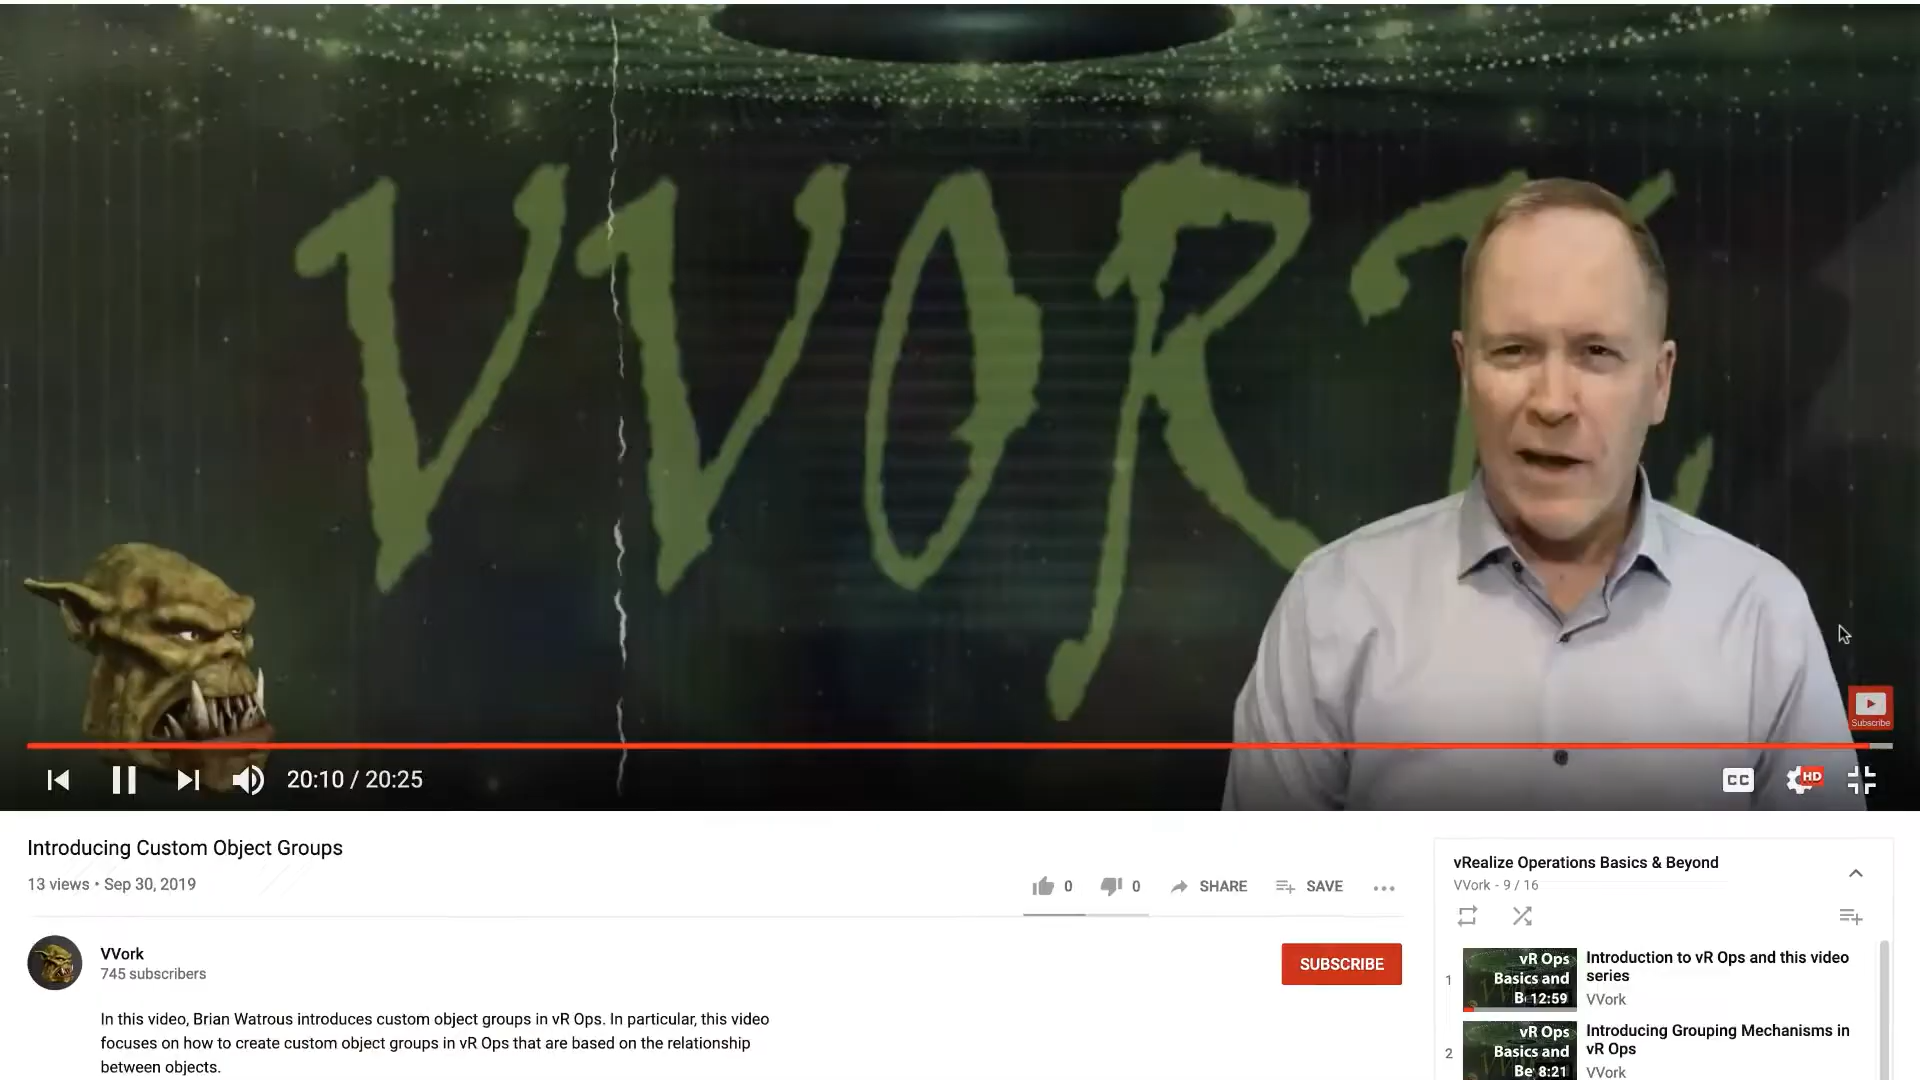 VVORK
Subscribe
20:10 / 20:25
CC
HD
Introducing Custom Object Groups
13 views • Sep 30, 2019
0
0
SHARE
SAVE
VVork
745 subscribers
SUBSCRIBE
In this video, Brian Watrous introduces custom object groups in vR Ops. In particular, this video
focuses on how to create custom object groups in vR Ops that are based on the relationship
between objects.
vRealize Operations Basics & Beyond
VVork - 9 / 16
1
vR Ops
Basics and
Be
12:59
Introduction to vR Ops and this video
series
VVork
2
vR Ops
Basics and
Be
8:21
Introducing Grouping Mechanisms in
vR Ops
VVork